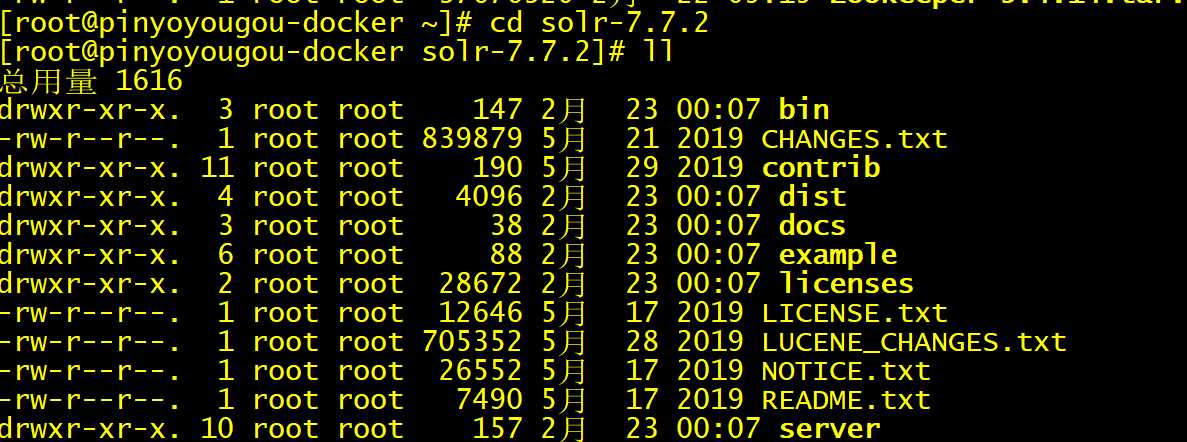 [root@pinyoyougou-docker ~]# cd solr-7.7.2
[root@pinyoyougou-docker solr-7.7.2]# ll
总用量 1616
drwxr-xr-x.  3 root root    147 2月  23 00:07 bin
-rw-r--r--.  1 root root 839879 5月  21 2019 CHANGES.txt
drwxr-xr-x. 11 root root    190 5月  29 2019 contrib
drwxr-xr-x.  4 root root   4096 2月  23 00:07 dist
drwxr-xr-x.  3 root root     38 2月  23 00:07 docs
drwxr-xr-x.  6 root root     88 2月  23 00:07 example
drwxr-xr-x.  2 root root  28672 2月  23 00:07 licenses
-rw-r--r--.  1 root root  12646 5月  17 2019 LICENSE.txt
-rw-r--r--.  1 root root 705352 5月  28 2019 LUCENE_CHANGES.txt
-rw-r--r--.  1 root root  26552 5月  17 2019 NOTICE.txt
-rw-r--r--.  1 root root   7490 5月  17 2019 README.txt
drwxr-xr-x. 10 root root    157 2月  23 00:07 server